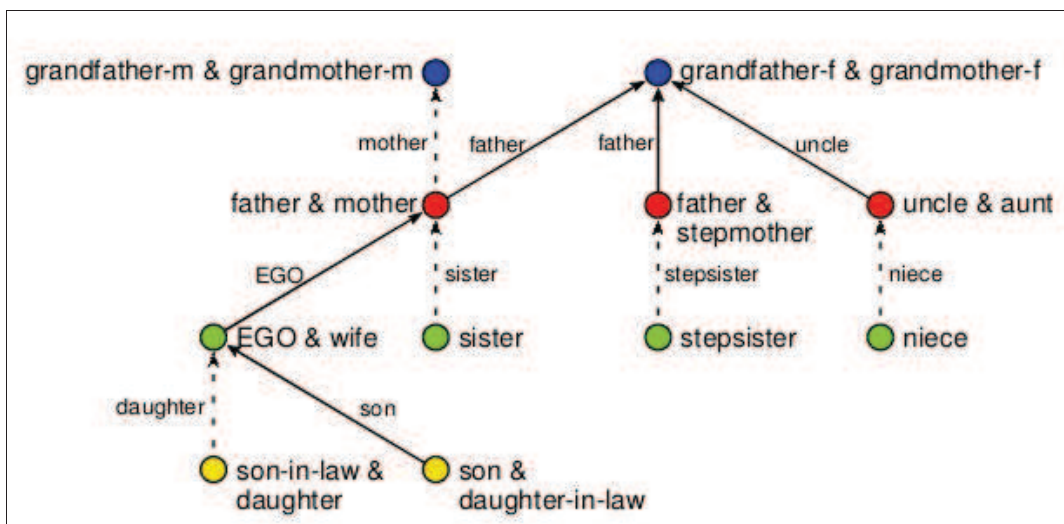 grandfather-m & grandmother-m
grandfather-f & grandmother-f
mother
father
father
uncle
father & mother
father &
stepmother
uncle & aunt
EGO
sister
stepsister
niece
EGO & wife
sister
stepsister
niece
daughter
son
son-in-law &
daughter
son &
daughter-in-law